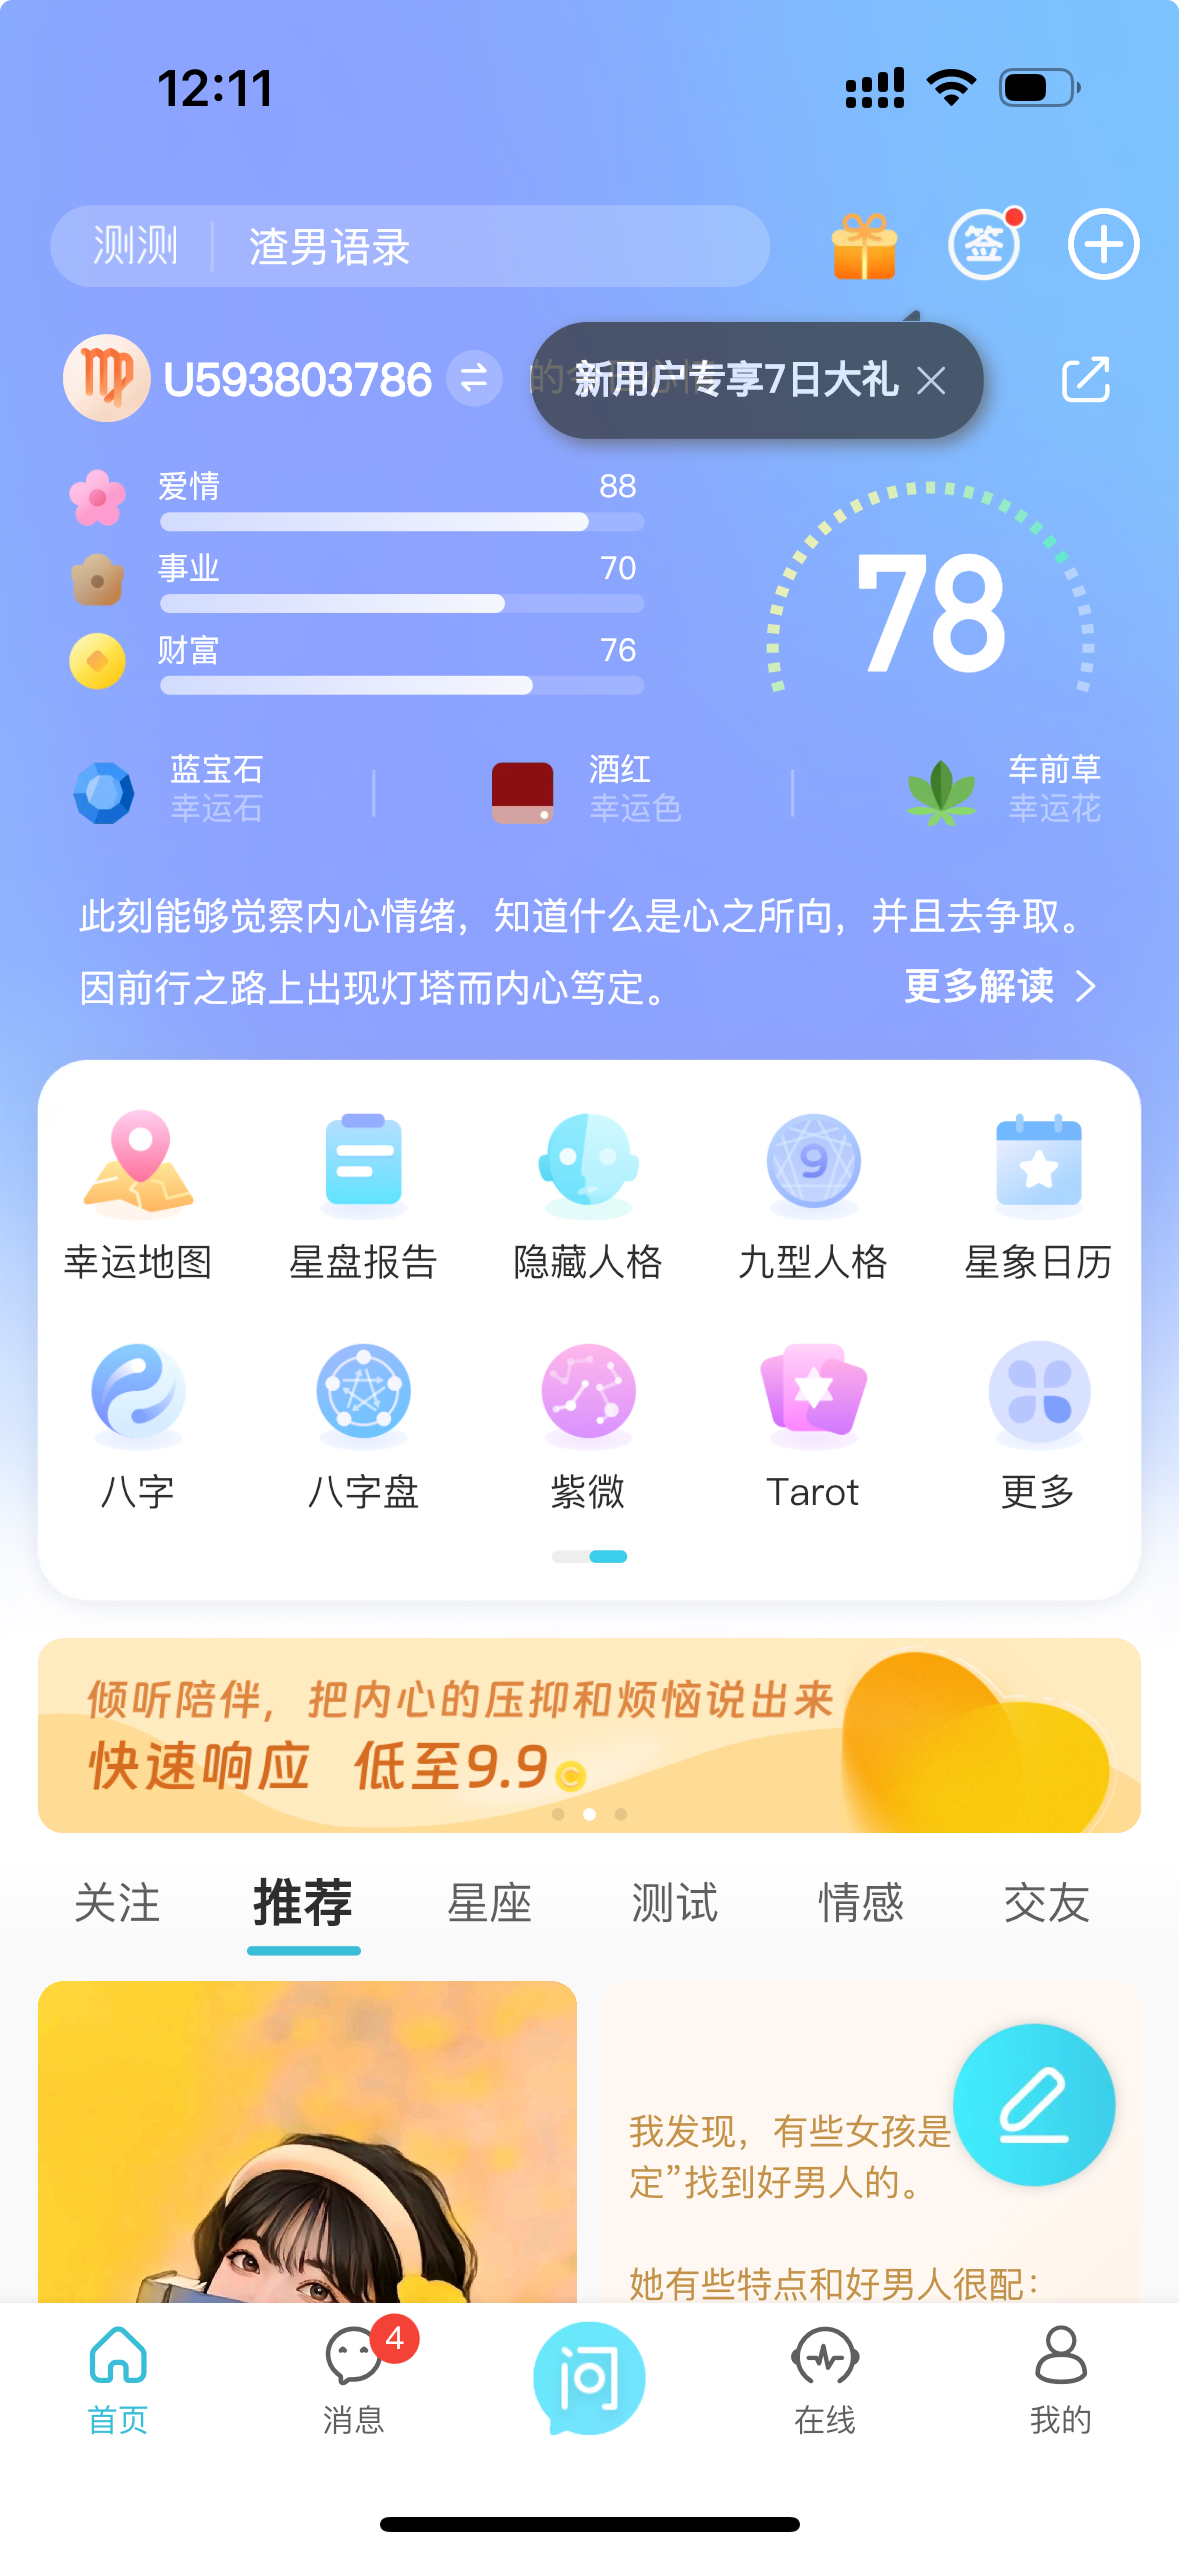 12:11
测测 渣男语录 签
U593803786 新用户专享7日大礼
爱情 88
事业 70
财富 76
78
蓝宝石 酒红 车前草
幸运石 幸运色 幸运花
此刻能够觉察内心情绪，知道什么是心之所向，并且去争取。
因前行之路上出现灯塔而内心笃定。 更多解读
9
幸运地图 星盘报告 隐藏人格 九型人格 星象日历
八字 八字盘 紫微 Tarot 更多
倾听陪伴，把内心的压抑和烦恼说出来
快速响应 低至9.9
C
关注 推荐 星座 测试 情感 交友
我发现，有些女孩是
定”找到好男人的。
她有些特点和好男人很配：
4
问
首页 消息 在线 我的